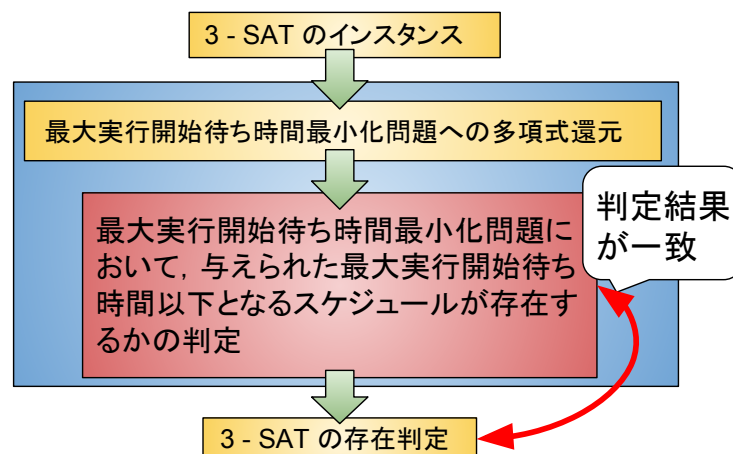 3 - SAT のインスタンス
最大実行開始待ち時間最小化問題への多項式還元
最大実行開始待ち時間最小化問題に
おいて, 与えられた最大実行開始待ち
時間以下となるスケジュールが存在す
るかの判定
判定結果
が一致
3 - SAT の存在判定